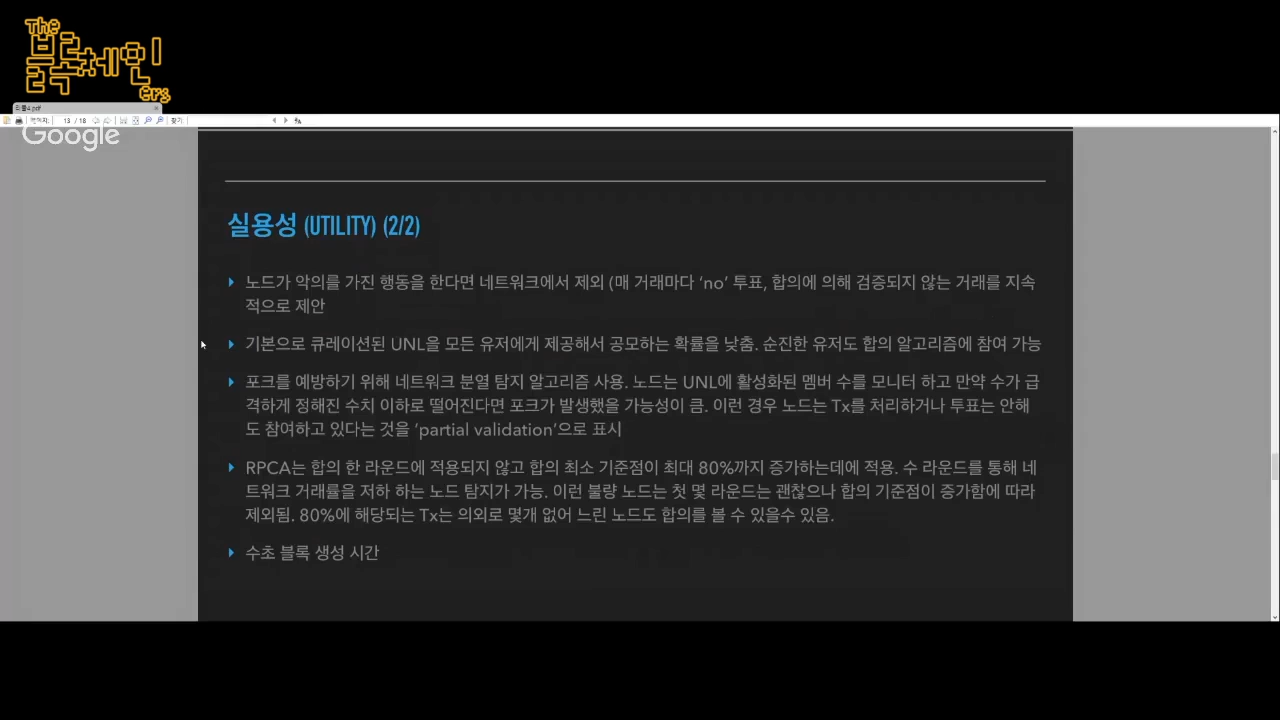 The
블록체인
ers
리플4.pdf
13 / 18
찾기:
Google
실용성 (UTILITY) (2/2)
노드가 악의를 가진 행동을 한다면 네트워크에서 제외 (매 거래마다 ‘no’ 투표, 합의에 의해 검증되지 않는 거래를 지속
적으로 제안
기본으로 큐레이션된 UNL을 모든 유저에게 제공해서 공모하는 확률을 낮춤. 순진한 유저도 합의 알고리즘에 참여 가능
포크를 예방하기 위해 네트워크 분열 탐지 알고리즘 사용. 노드는 UNL에 활성화된 멤버 수를 모니터 하고 만약 수가 급
격하게 정해진 수치 이하로 떨어진다면 포크가 발생했을 가능성이 큼. 이런 경우 노드는 Tx를 처리하거나 투표는 안해
도 참여하고 있다는 것을 ‘partial validation’으로 표시
RPCA는 합의 한 라운드에 적용되지 않고 합의 최소 기준점이 최대 80%까지 증가하는데에 적용. 수 라운드를 통해 네
트워크 거래률을 저하 하는 노드 탐지가 가능. 이런 불량 노드는 첫 몇 라운드는 괜찮으나 합의 기준점이 증가함에 따라
제외됨. 80%에 해당되는 Tx는 의외로 몇개 없어 느린 노드도 합의를 볼 수 있을수 있음.
수초 블록 생성 시간